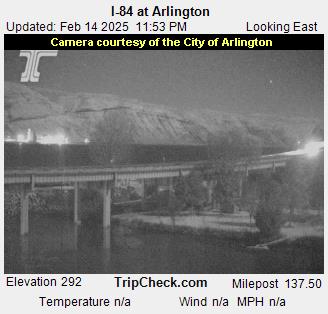 I-84 at Arlington
Updated: Feb 14 2025 11:53 PM Looking East
Camera courtesy of the City of Arlington
Elevation 292 TripCheck.com Milepost 137.50
Temperature n/a Wind n/a MPH n/a